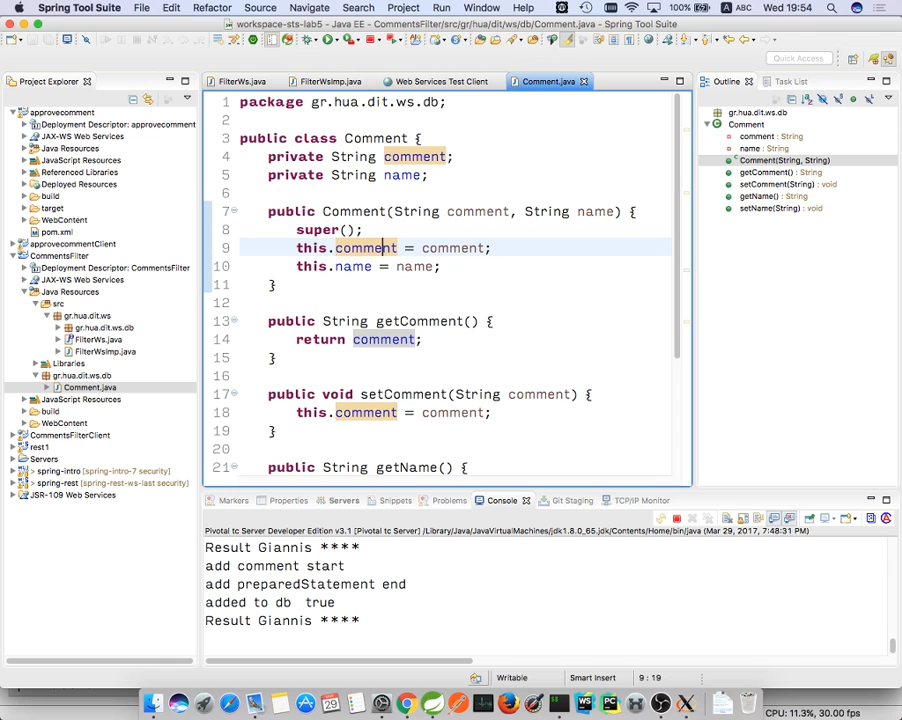 Spring Tool Suite File Edit Refactor Source Navigate Search Project Run Window Help 100% ABC Wed 19:54
workspace-sts-lab5 - Java EE - CommentsFilter/src/gr/hua/dit/ws/db/Comment.java - Spring Tool Suite
Quick Access
Project Explorer
approvecomment
Deployment Descriptor: approvecomment
JAX-WS Web Services
Java Resources
JavaScript Resources
Referenced Libraries
Deployed Resources
build
target
WebContent
pom.xml
approvecommentClient
CommentsFilter
Deployment Descriptor: CommentsFilter
JAX-WS Web Services
Java Resources
src
gr.hua.dit.ws
gr.hua.dit.ws.db
FilterWs.java
FilterWsImp.java
Libraries
gr.hua.dit.ws.db
Comment.java
JavaScript Resources
build
WebContent
CommentsFilterClient
rest1
Servers
> spring-intro (spring-intro-7 security)
> spring-rest (spring-rest-ws-last security)
JSR-109 Web Services
FilterWs.java FilterWsImp.java Web Services Test Client Comment.java
1 package gr.hua.dit.ws.db;
2
3 public class Comment {
4 private String comment;
5 private String name;
6
7 public Comment(String comment, String name) {
8 super();
9 this.comment = comment;
10 this.name = name;
11 }
12
13 public String getComment() {
14 return comment;
15 }
16
17 public void setComment(String comment) {
18 this.comment = comment;
19 }
20
21 public String getName() {
Outline Task List
gr.hua.dit.ws.db
Comment
comment : String
name : String
Comment(String, String)
getComment() : String
setComment(String) : void
getName() : String
setName(String) : void
Markers Properties Servers Snippets Problems Console Git Staging TCP/IP Monitor
Pivotal tc Server Developer Edition v3.1 [Pivotal tc Server] /Library/Java/JavaVirtualMachines/jdk1.8.0_65.jdk/Contents/Home/bin/java (Mar 29, 2017, 7:48:31 PM)
Result Giannis ****
add comment start
add preparedStatement end
added to db true
Result Giannis ****
Writable Smart Insert 9 : 19
CPU: 11.3%, 30.00 fps